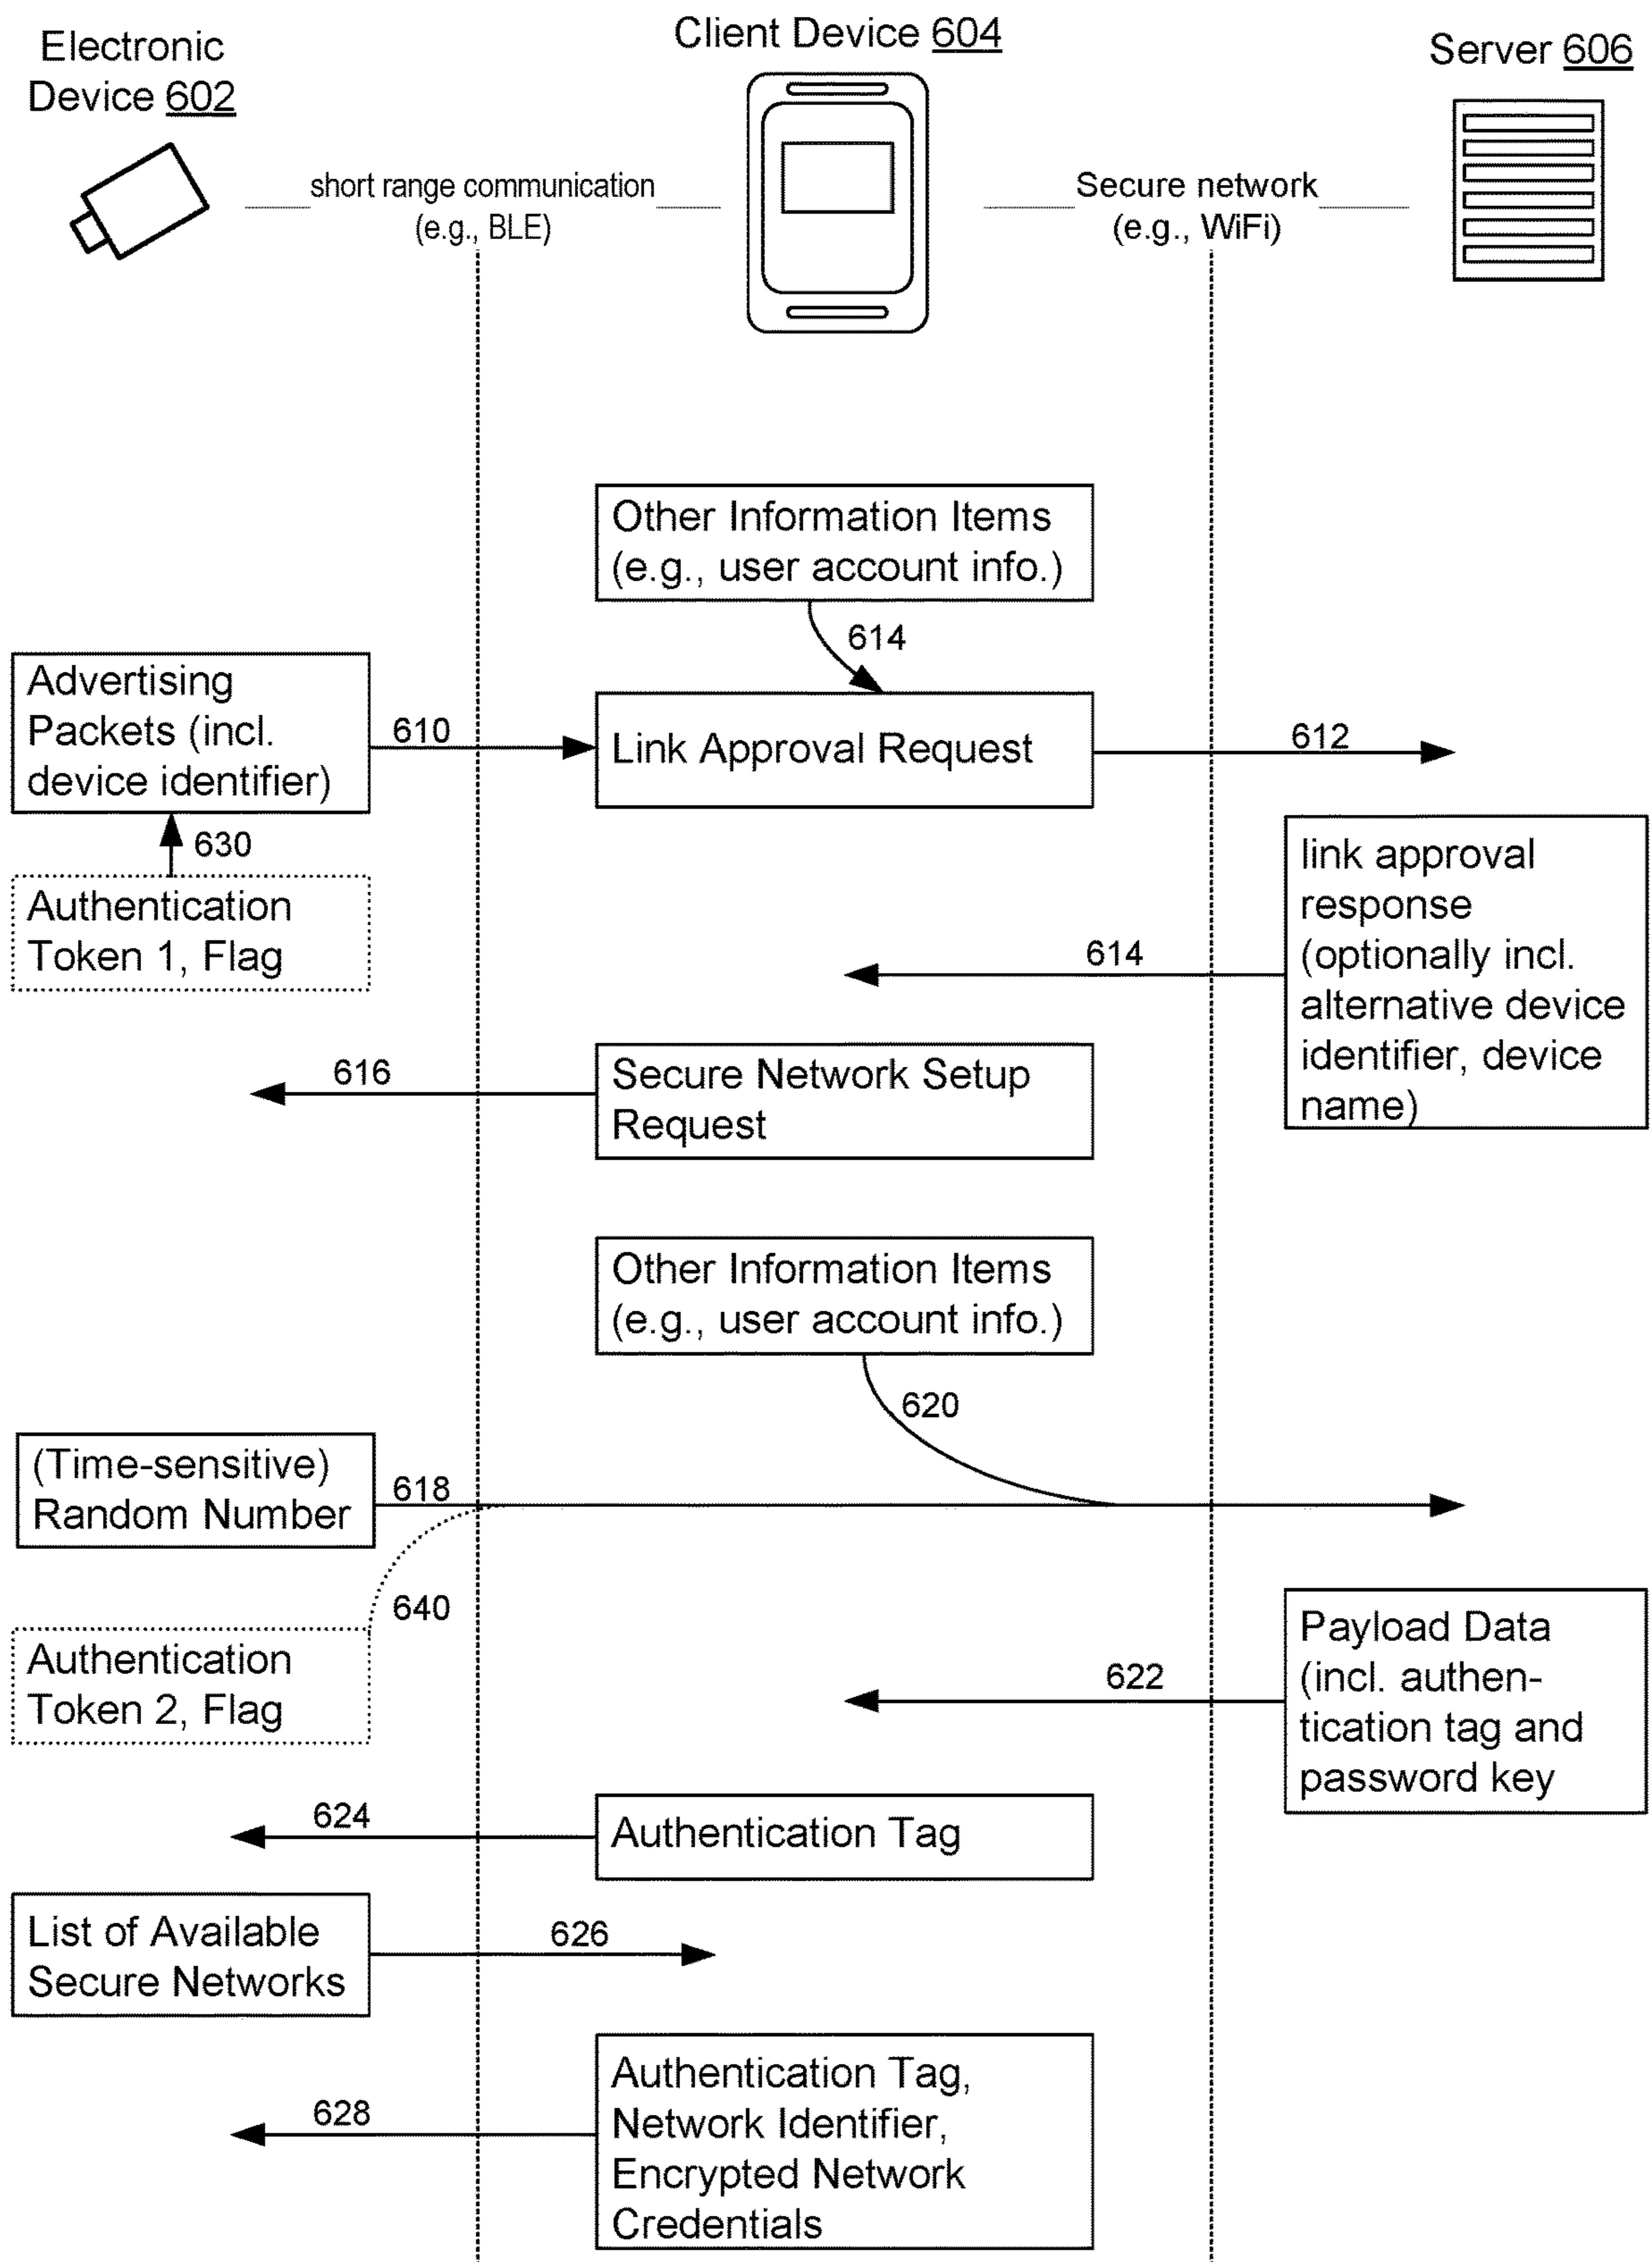 Electronic
Device 602
Client Device 604
Server 606
short range communication
(e.g., BLE)
Secure network
(e.g., WiFi)
Other Information Items
(e.g., user account info.)
614
Advertising
Packets (incl.
device identifier)
610
Link Approval Request
612
630
Authentication
Token 1, Flag
link approval
response
(optionally incl.
alternative device
identifier, device
name)
614
616
Secure Network Setup
Request
Other Information Items
(e.g., user account info.)
620
(Time-sensitive)
Random Number
618
640
Authentication
Token 2, Flag
Payload Data
(incl. authen-
tication tag and
password key
622
624
Authentication Tag
List of Available
Secure Networks
626
628
Authentication Tag,
Network Identifier,
Encrypted Network
Credentials